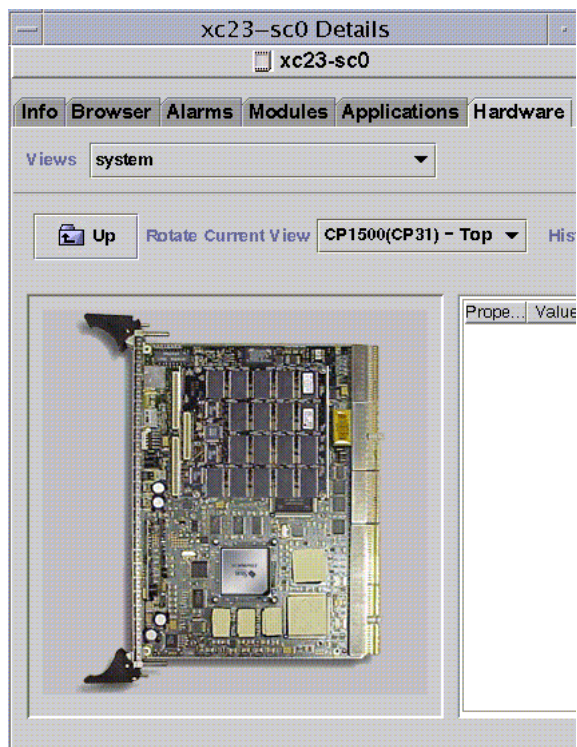 xc23-sc0 Details
xc23-sc0
Info Browser Alarms Modules Applications Hardware
Views system
Up Rotate Current View CP1500(CP31) - Top His
Prope... Value